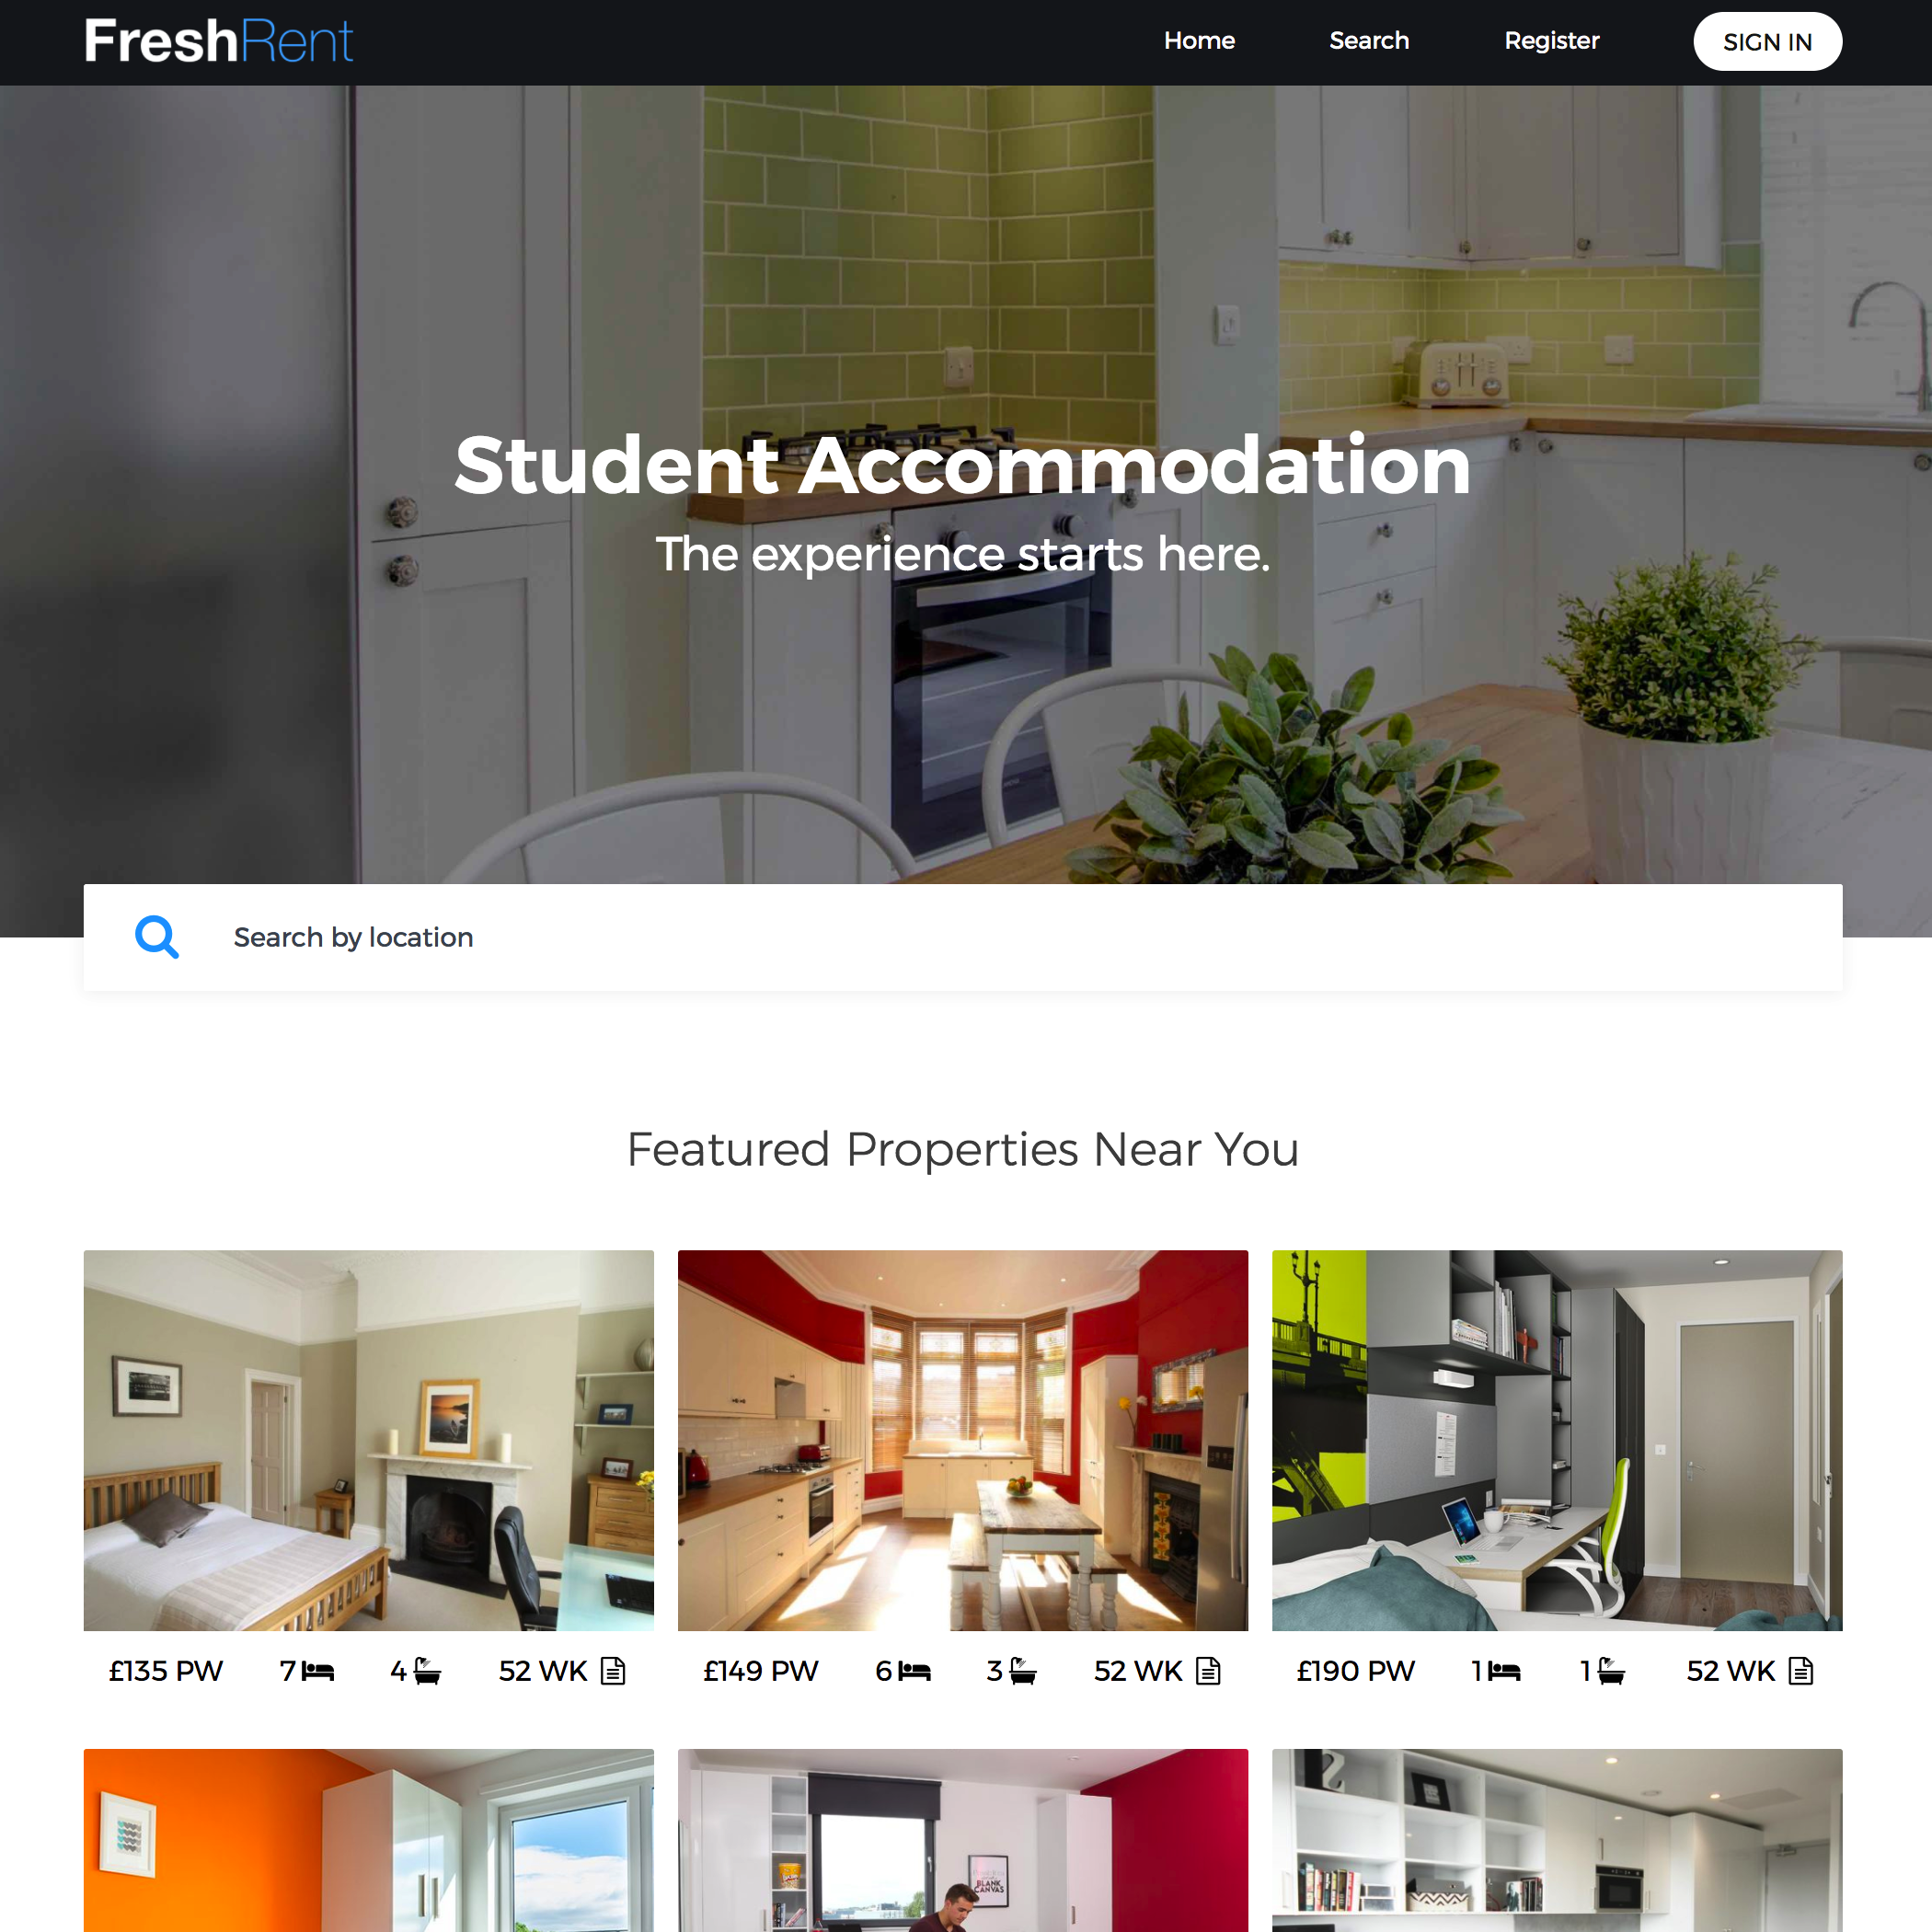 FreshRent
Home Search Register SIGN IN
Student Accommodation
The experience starts here.
Search by location
Featured Properties Near You
£135 PW 7 4 52 WK
£149 PW 6 3 52 WK
£190 PW 1 1 52 WK
BLANK
CANVAS